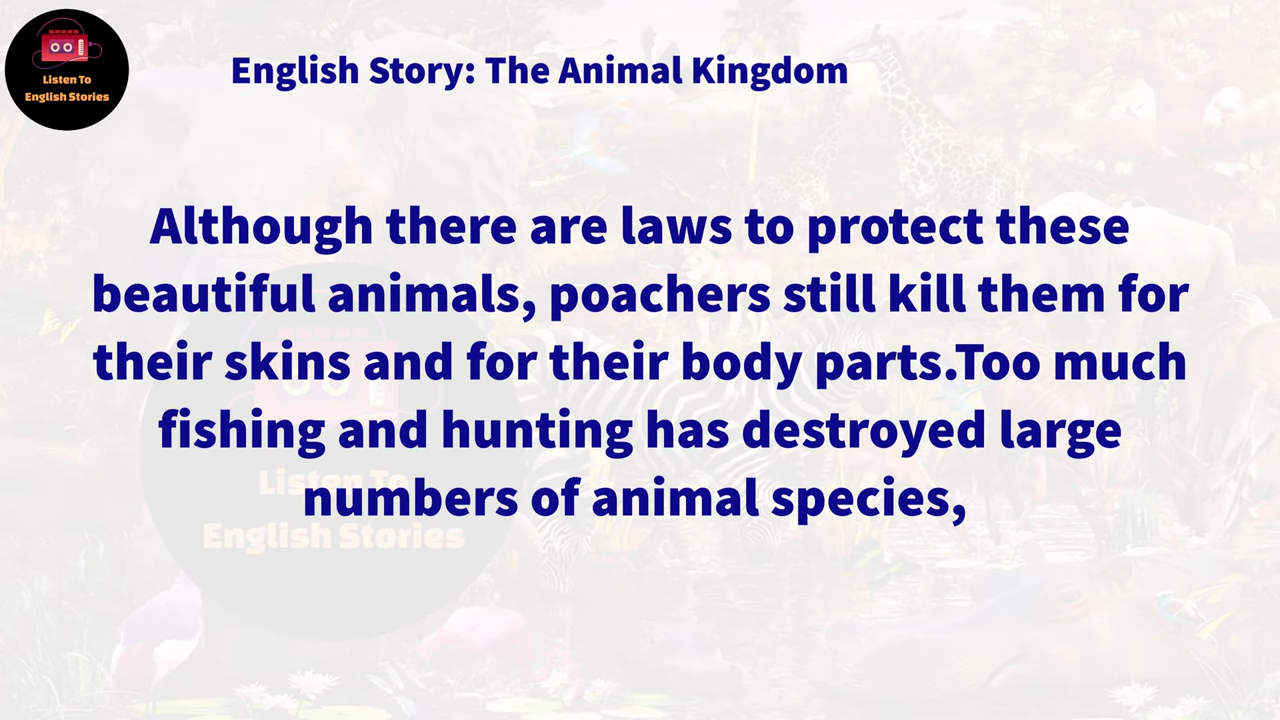 Listen To
English Stories
English Story: The Animal Kingdom
Although there are laws to protect these
beautiful animals, poachers still kill them for
their skins and for their body parts.Too much
fishing and hunting has destroyed large
numbers of animal species,
Listen To
English Stories